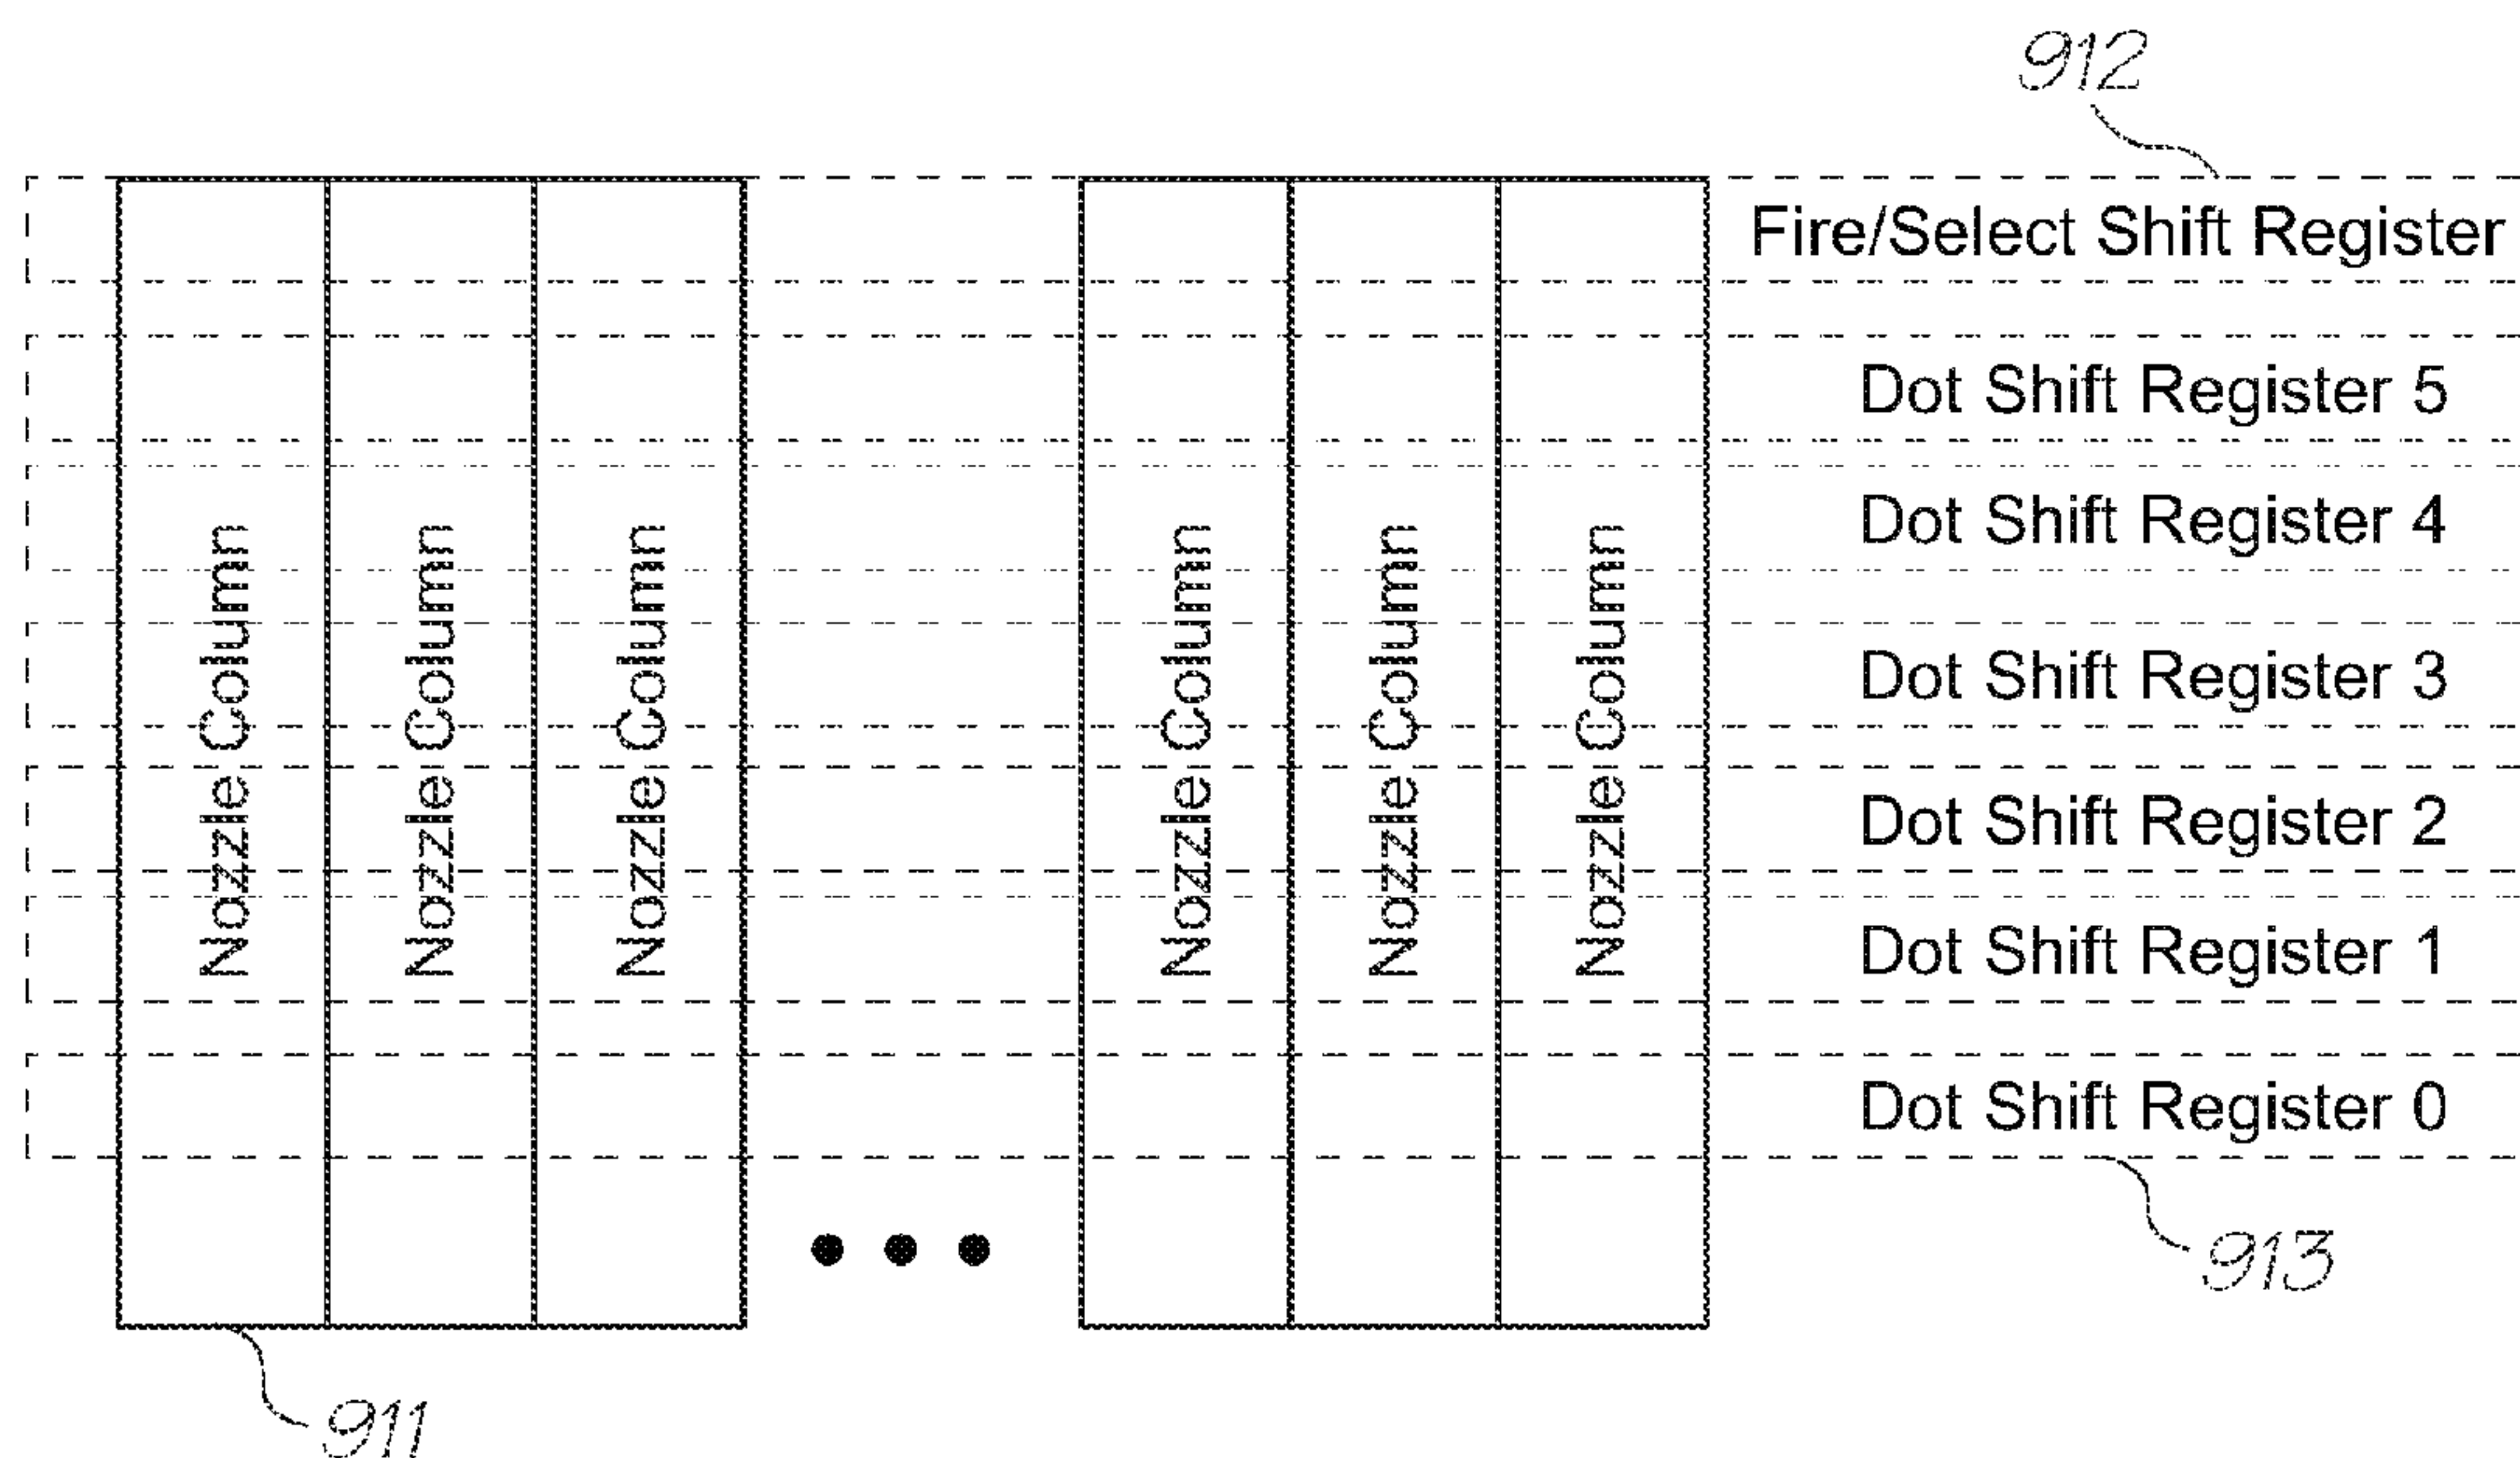 912
Fire/Select Shift Register
Dot Shift Register 5
Dot Shift Register 4
Dot Shift Register 3
Dot Shift Register 2
Dot Shift Register 1
Dot Shift Register 0
Nozzle Column
Nozzle Column
Nozzle Column
Nozzle Column
Nozzle Column
Nozzle Column
913
911